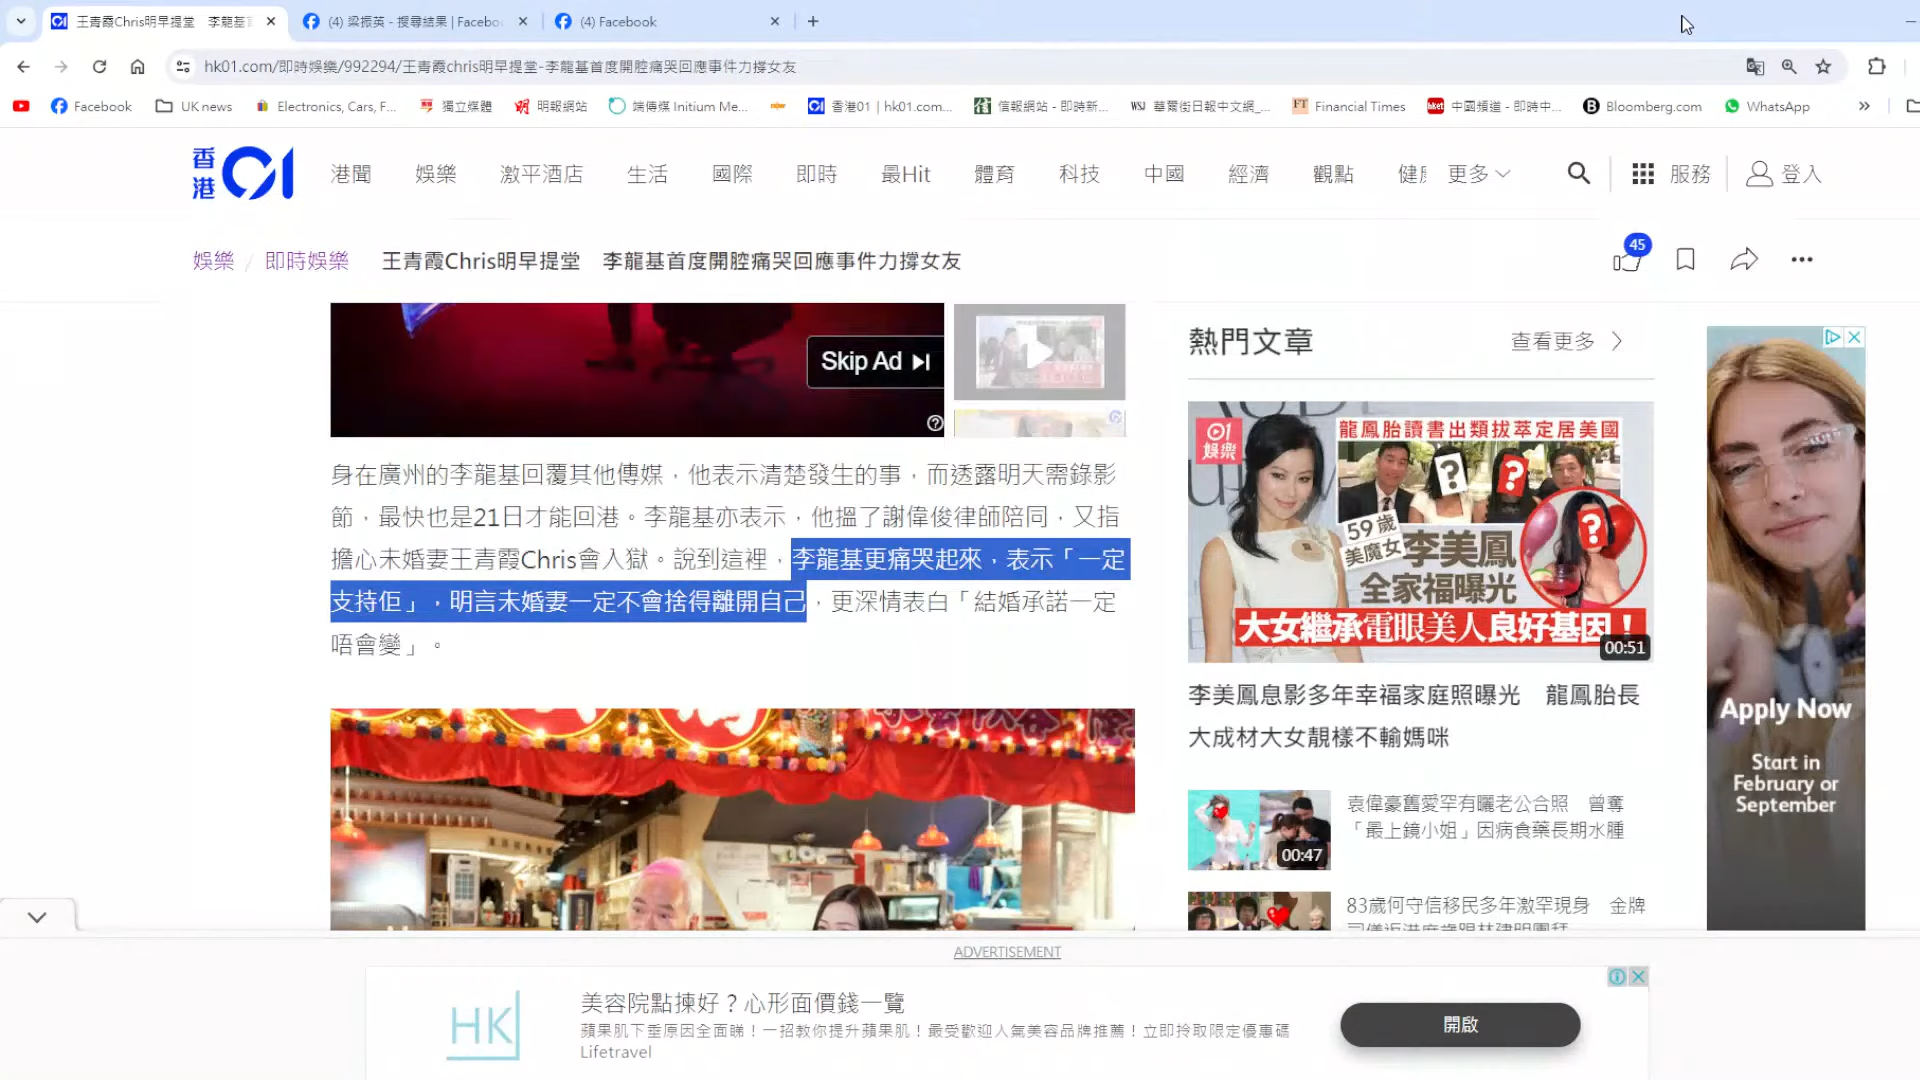 王青霞Chris明早提堂　李龍基
(4) 梁振英 - 搜尋結果 | Facebo
(4) Facebook
hk01.com/即時娛樂/992294/王青霞chris明早提堂-李龍基首度開腔痛哭回應事件力撐女友
Facebook
UK news
Electronics, Cars, F...
獨立媒體
明報網站
端傳媒 Initium Me...
香港01 | hk01.com...
信報網站 - 即時新...
WSJ 華爾街日報中文網_...
FT Financial Times
hket 中國頻道 - 即時中...
B Bloomberg.com
WhatsApp
香港01
港聞 娛樂 激平酒店 生活 國際 即時 最Hit 體育 科技 中國 經濟 觀點 健 更多
服務
登入
娛樂 / 即時娛樂 王青霞Chris明早提堂　李龍基首度開腔痛哭回應事件力撐女友
45
Skip Ad
身在廣州的李龍基回覆其他傳媒，他表示清楚發生的事，而透露明天需錄影
節，最快也是21日才能回港。李龍基亦表示，他搵了謝偉俊律師陪同，又指
擔心未婚妻王青霞Chris會入獄。說到這裡，李龍基更痛哭起來，表示「一定
支持佢」，明言未婚妻一定不會捨得離開自己，更深情表白「結婚承諾一定
唔會變」。
熱門文章
查看更多
01娛樂
龍鳳胎讀書出類拔萃定居美國
59歲
美魔女
李美鳳
全家福曝光
大女繼承電眼美人良好基因！
00:51
李美鳳息影多年幸福家庭照曝光　龍鳳胎長
大成材大女靚樣不輸媽咪
00:47
袁偉豪舊愛罕有曬老公合照　曾奪
「最上鏡小姐」因病食藥長期水腫
83歲何守信移民多年激罕現身　金牌
司儀返港
Apply Now
Start in
February or
September
ADVERTISEMENT
HK
美容院點揀好？心形面價錢一覽
蘋果肌下垂原因全面睇！一招教你提升蘋果肌！最受歡迎人氣美容品牌推薦！立即拎取限定優惠碼
Lifetravel
開啟